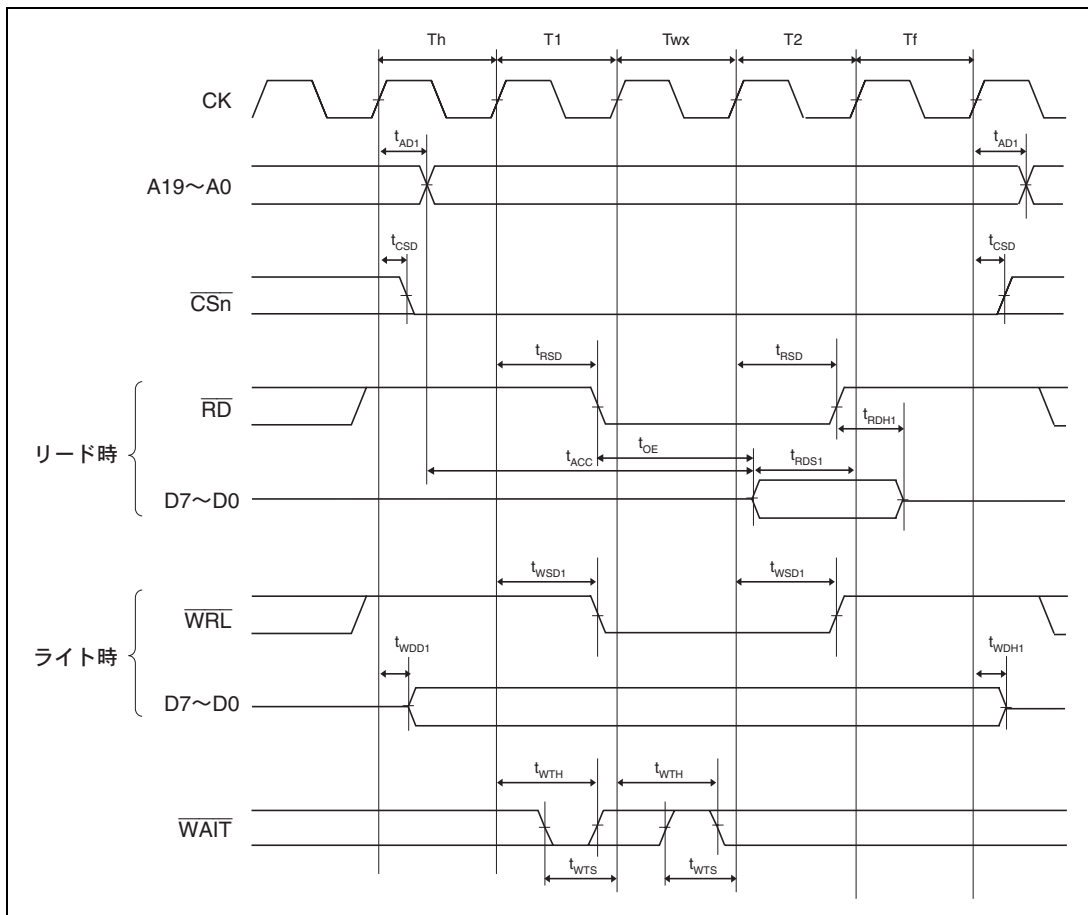 Th T1 Twx T2 Tf
CK
tAD1 tAD1
A19～A0
tCSD tCSD
CSn
tRSD tRSD
RD
tRDH1
リード時
tOE
tACC tRDS1
D7～D0
tWSD1 tWSD1
WRL
ライト時
tWDD1 tWDH1
D7～D0
tWTH tWTH
WAIT
tWTS tWTS